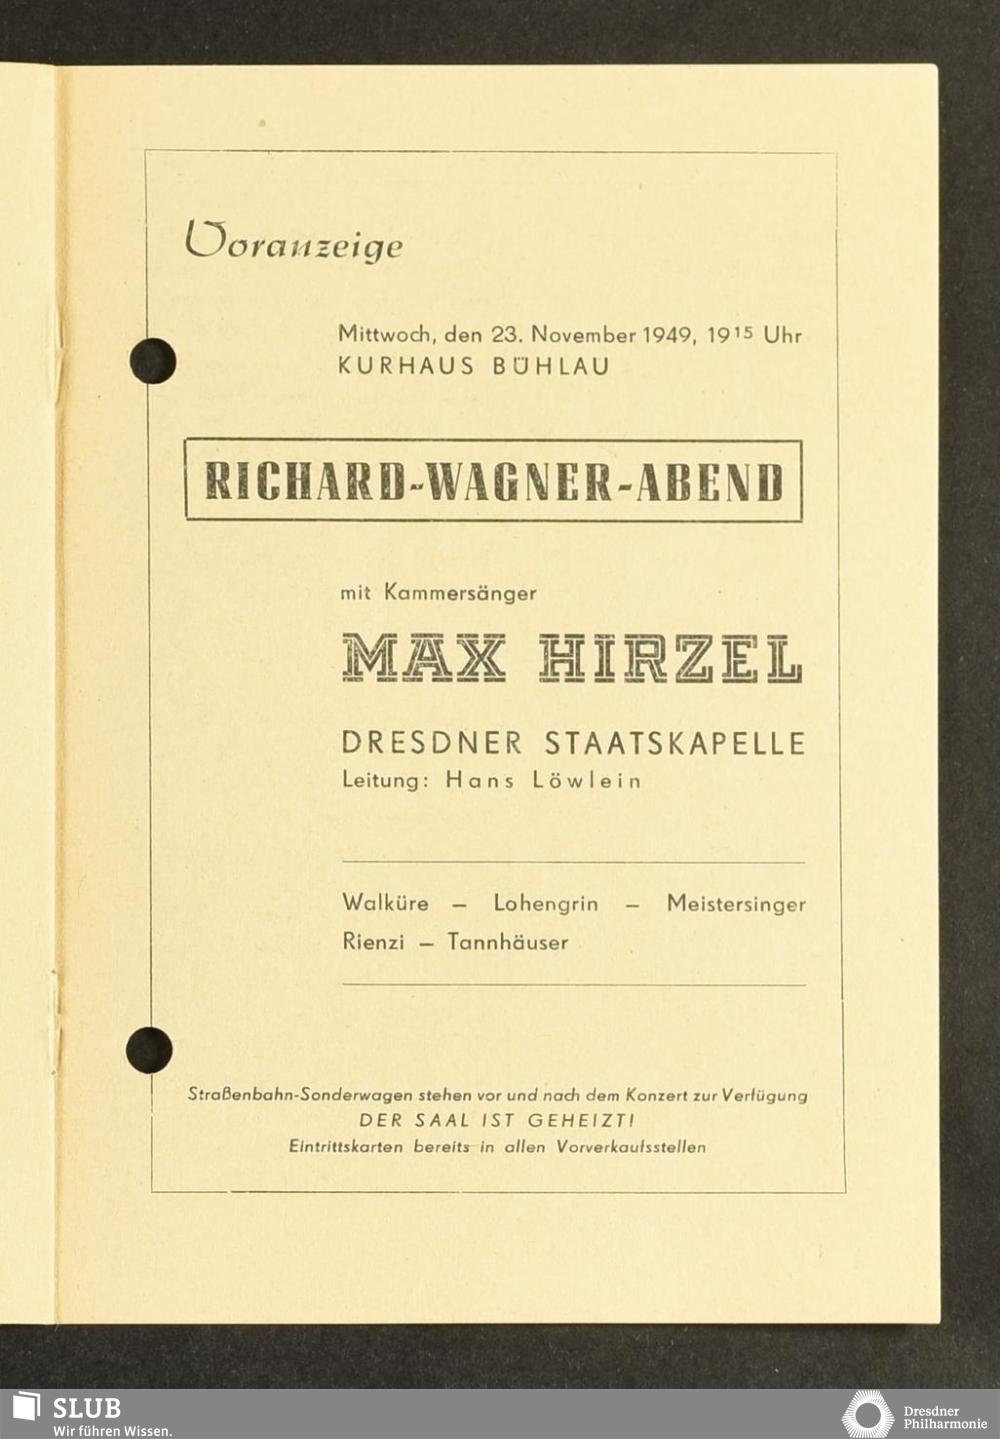 Voranzeige
Mittwoch, den 23. November 1949, 19¹⁵ Uhr
KURHAUS BÜHLAU
RICHARD-WAGNER-ABEND
mit Kammersänger
MAX HIRZEL
DRESDNER STAATSKAPELLE
Leitung: Hans Löwlein
Walküre – Lohengrin – Meistersinger
Rienzi – Tannhäuser
Straßenbahn-Sonderwagen stehen vor und nach dem Konzert zur Verfügung
DER SAAL IST GEHEIZT!
Eintrittskarten bereits in allen Vorverkaufsstellen
SLUB
Wir führen Wissen.
Dresdner
Philharmonie